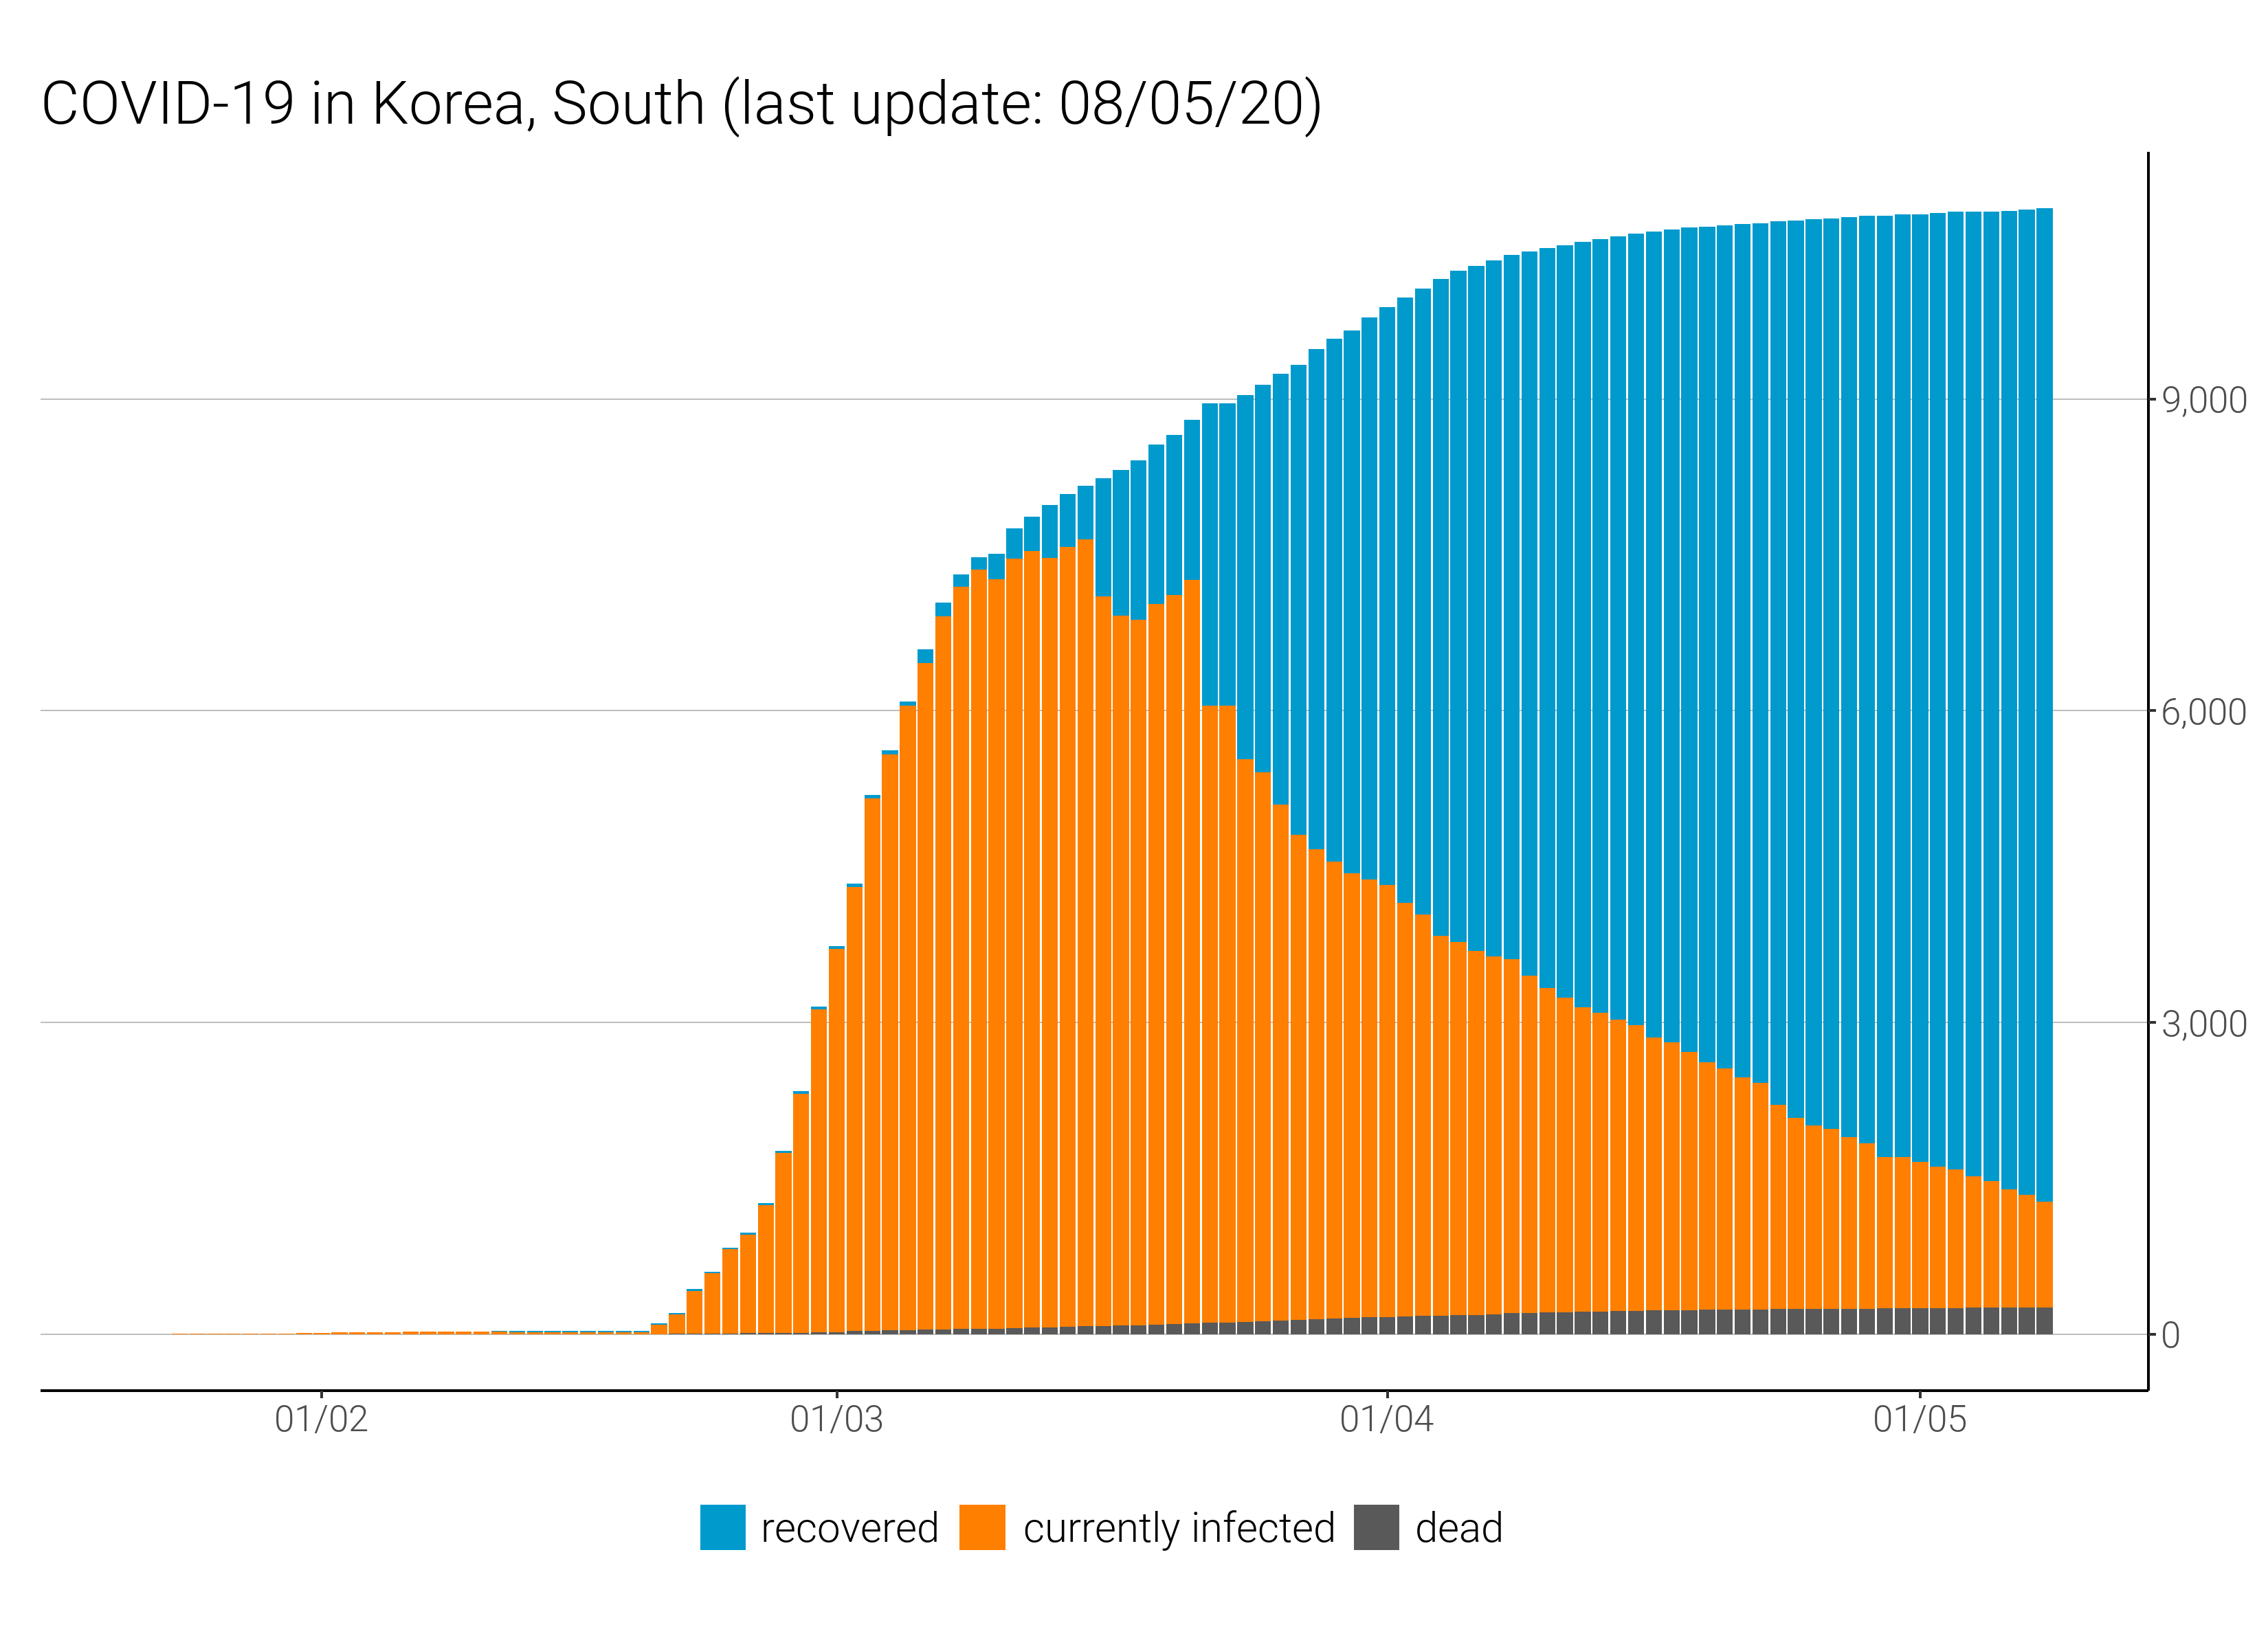 COVID-19 in Korea, South (last update: 08/05/20)
9,000
6,000
3,000
0
01/02 01/03 01/04 01/05
recovered currently infected dead